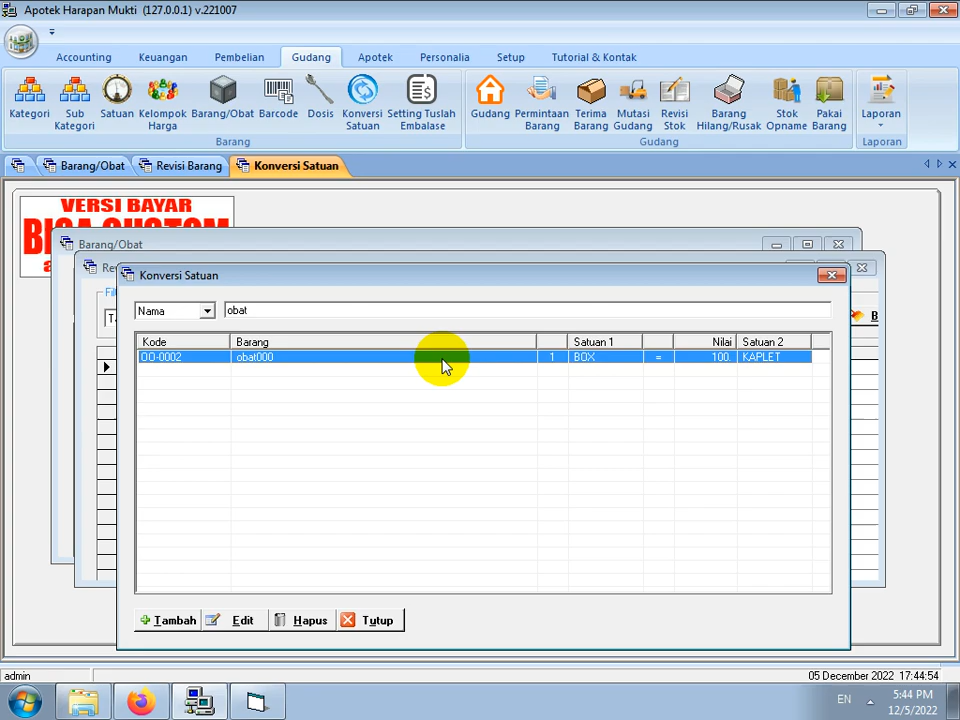 Apotek Harapan Mukti (127.0.0.1) v.221007
Accounting Keuangan Pembelian Gudang Apotek Personalia Setup Tutorial & Kontak
Kategori Sub Kategori Satuan Kelompok Harga Barang/Obat Barcode Dosis Konversi Satuan Setting Tuslah Embalase Gudang Permintaan Barang Terima Barang Mutasi Gudang Revisi Stok Barang Hilang/Rusak Stok Opname Pakai Barang Laporan
Barang Gudang Laporan
Barang/Obat Revisi Barang Konversi Satuan
VERSI BAYAR
Barang/Obat
Konversi Satuan
Nama obat
Kode Barang Satuan 1 Nilai Satuan 2
OO-0002 obat000 1 BOX = 100. KAPLET
Tambah Edit Hapus Tutup
admin 05 December 2022 17:44:54
EN 5:44 PM
12/5/2022